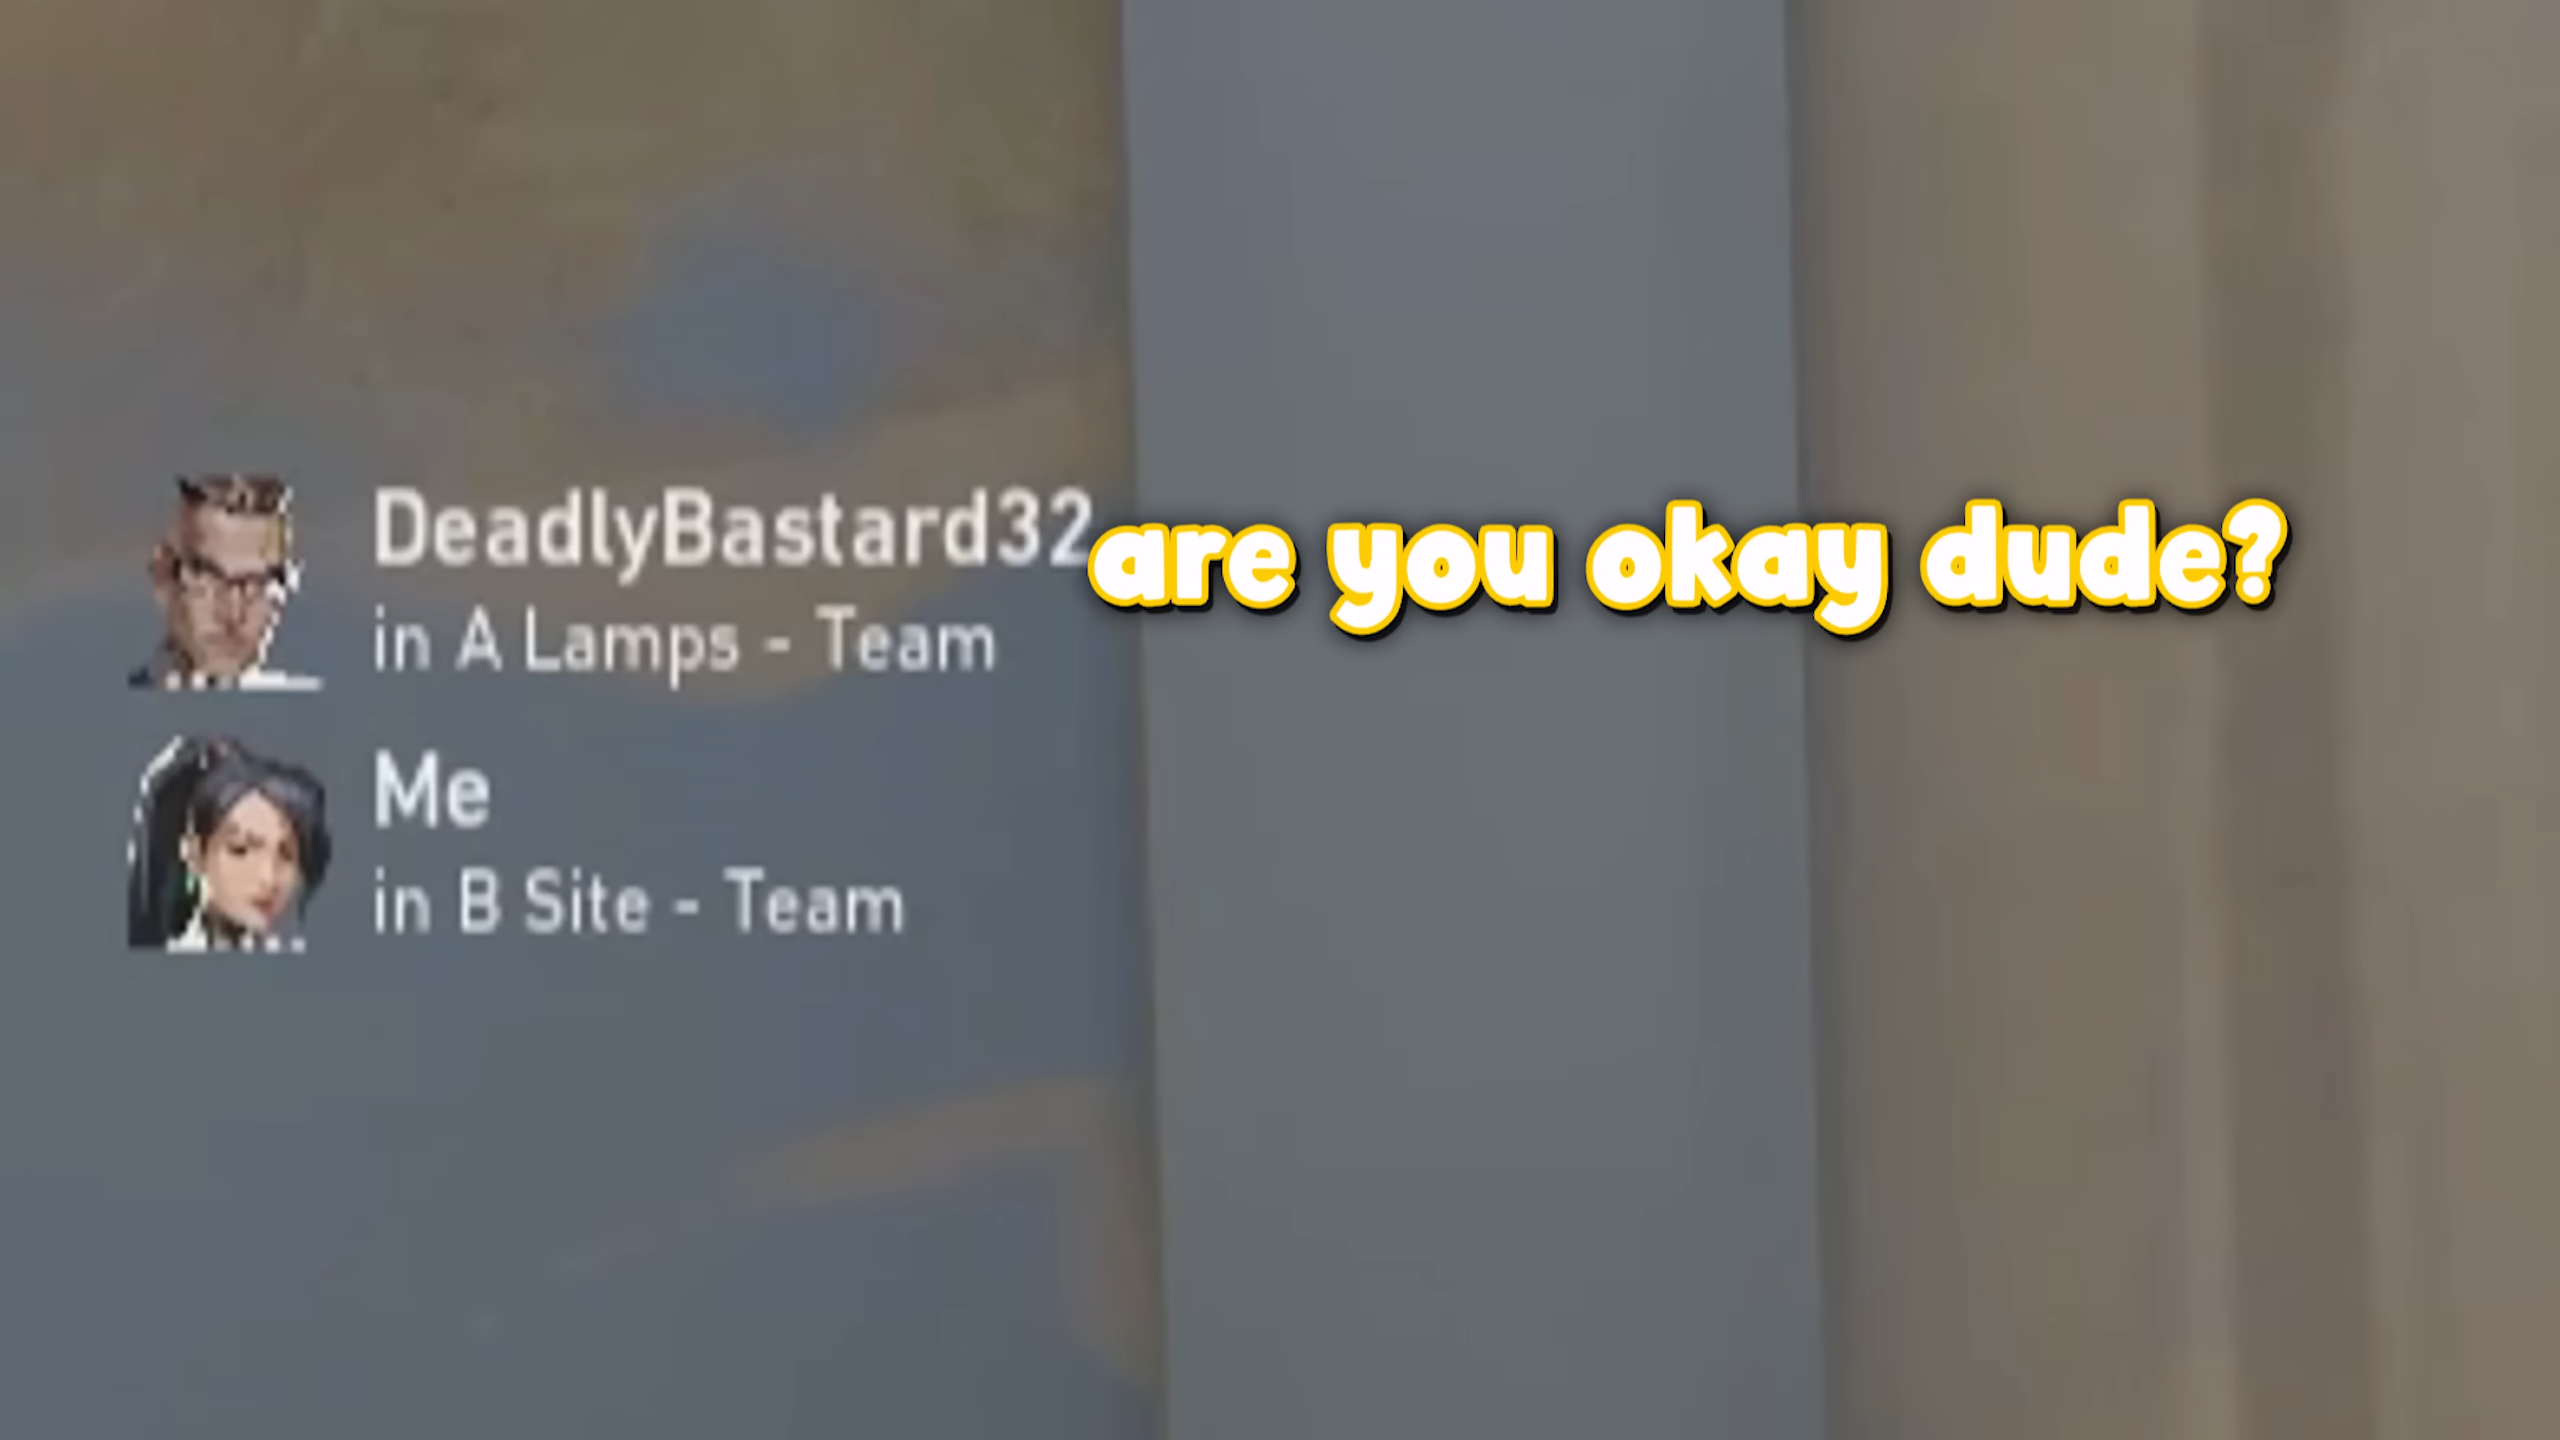 DeadlyBastard32
are you okay dude?
in A Lamps - Team
Me
in B Site - Team